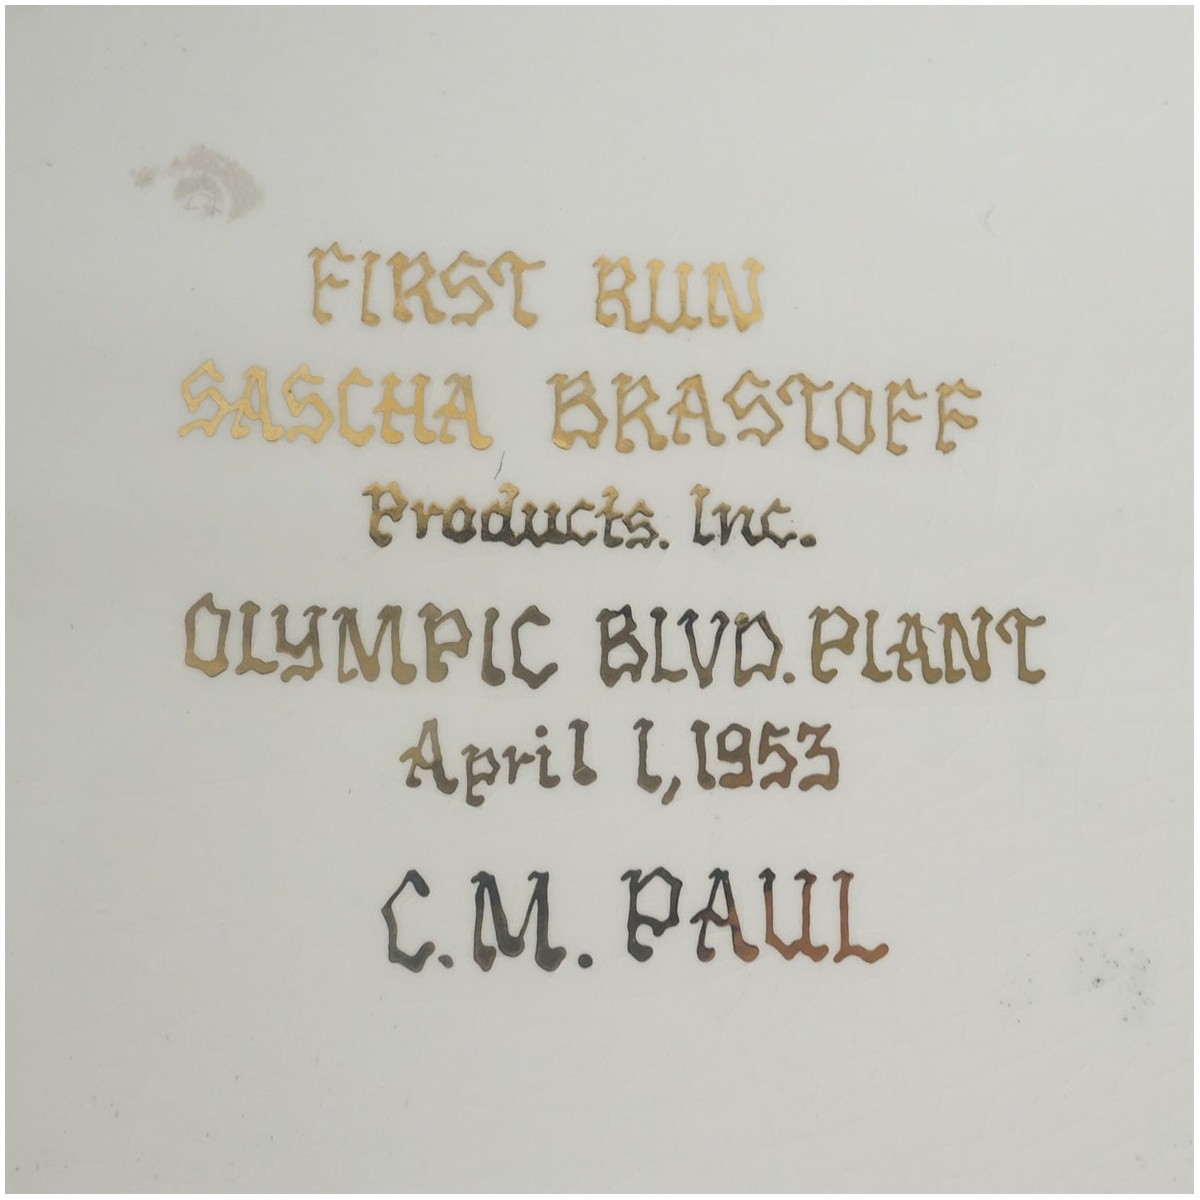 FIRST RUN
SASCHA BRASTOFF
Products. Inc.
OLYMPIC BLVD. PLANT
April 1, 1953
C.M. PAUL